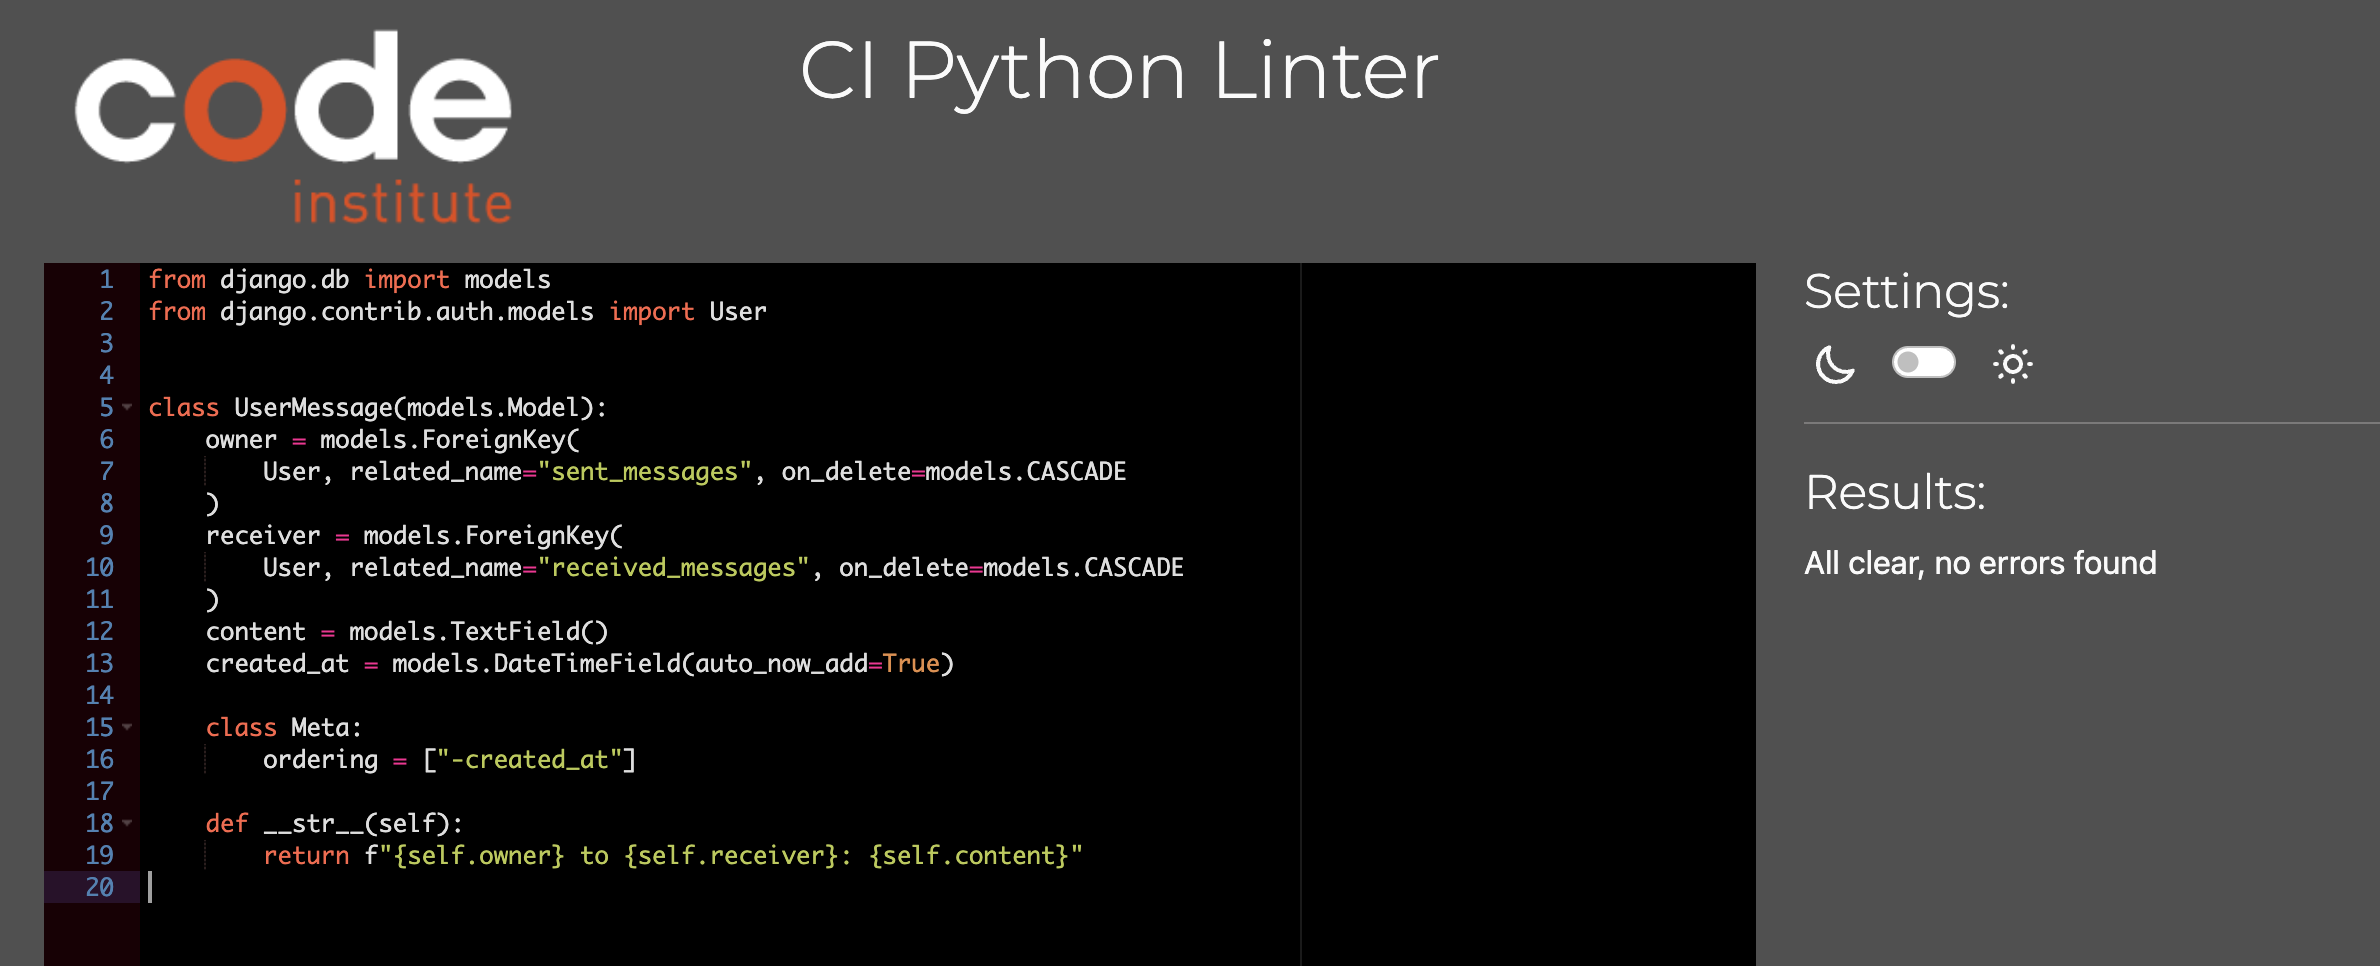 code
institute
CI Python Linter
1 from django.db import models
2 from django.contrib.auth.models import User
3
4
5 class UserMessage(models.Model):
6     owner = models.ForeignKey(
7         User, related_name="sent_messages", on_delete=models.CASCADE
8     )
9     receiver = models.ForeignKey(
10         User, related_name="received_messages", on_delete=models.CASCADE
11     )
12     content = models.TextField()
13     created_at = models.DateTimeField(auto_now_add=True)
14
15     class Meta:
16         ordering = ["-created_at"]
17
18     def __str__(self):
19         return f"{self.owner} to {self.receiver}: {self.content}"
20
Settings:
Results:
All clear, no errors found